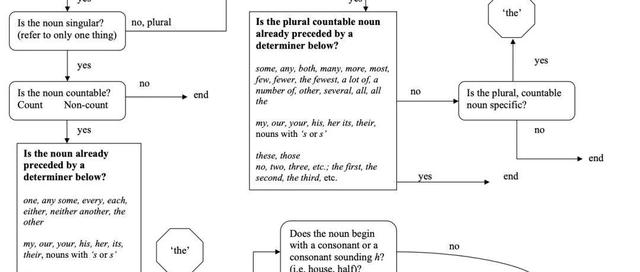 yes
Is the noun singular?
(refer to only one thing)
no, plural
yes
Is the noun countable?
Count Non-count
no
end
yes
Is the noun already
preceded by a
determiner below?
one, any some, every, each,
either, neither another, the
other
my, our, your, his, her, its,
their, nouns with 's or s'
'the'
yes
Is the plural countable noun
already preceded by a
determiner below?
some, any, both, many, more, most,
few, fewer, the fewest, a lot of, a
number of, other, several, all, all
the
my, our, your, his, her its, their,
nouns with 's or s'
these, those
no, two, three, etc.; the first, the
second, the third, etc.
no
yes
end
'the'
yes
Is the plural, countable
noun specific?
no
end
Does the noun begin
with a consonant or a
consonant sounding h?
(i.e. house, half)?
no